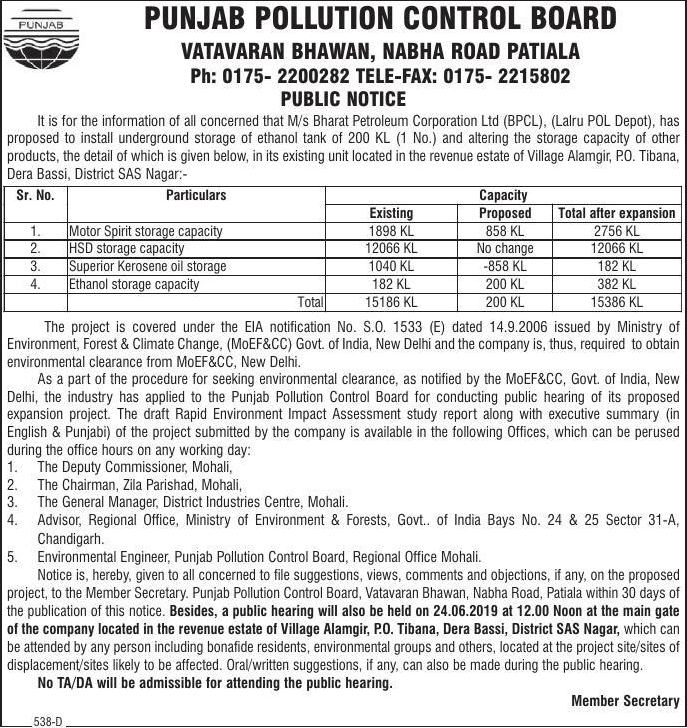 PUNJAB
PUNJAB POLLUTION CONTROL BOARD
VATAVARAN BHAWAN, NABHA ROAD PATIALA
Ph: 0175- 2200282 TELE-FAX: 0175- 2215802
PUBLIC NOTICE
It is for the information of all concerned that M/s Bharat Petroleum Corporation Ltd (BPCL), (Lalru POL Depot), has
proposed to install underground storage of ethanol tank of 200 KL (1 No.) and altering the storage capacity of other
products, the detail of which is given below, in its existing unit located in the revenue estate of Village Alamgir, P.O. Tibana,
Dera Bassi, District SAS Nagar:-
Sr. No. Particulars Capacity
Existing Proposed Total after expansion
1. Motor Spirit storage capacity 1898 KL 858 KL 2756 KL
2. HSD storage capacity 12066 KL No change 12066 KL
3. Superior Kerosene oil storage 1040 KL -858 KL 182 KL
4. Ethanol storage capacity 182 KL 200 KL 382 KL
Total 15186 KL 200 KL 15386 KL
The project is covered under the EIA notification No. S.O. 1533 (E) dated 14.9.2006 issued by Ministry of
Environment, Forest & Climate Change, (MoEF&CC) Govt. of India, New Delhi and the company is, thus, required to obtain
environmental clearance from MoEF&CC, New Delhi.
As a part of the procedure for seeking environmental clearance, as notified by the MoEF&CC, Govt. of India, New
Delhi, the industry has applied to the Punjab Pollution Control Board for conducting public hearing of its proposed
expansion project. The draft Rapid Environment Impact Assessment study report along with executive summary (in
English & Punjabi) of the project submitted by the company is available in the following Offices, which can be perused
during the office hours on any working day:
1. The Deputy Commissioner, Mohali,
2. The Chairman, Zila Parishad, Mohali,
3. The General Manager, District Industries Centre, Mohali.
4. Advisor, Regional Office, Ministry of Environment & Forests, Govt.. of India Bays No. 24 & 25 Sector 31-A,
Chandigarh.
5. Environmental Engineer, Punjab Pollution Control Board, Regional Office Mohali.
Notice is, hereby, given to all concerned to file suggestions, views, comments and objections, if any, on the proposed
project, to the Member Secretary. Punjab Pollution Control Board, Vatavaran Bhawan, Nabha Road, Patiala within 30 days of
the publication of this notice. Besides, a public hearing will also be held on 24.06.2019 at 12.00 Noon at the main gate
of the company located in the revenue estate of Village Alamgir, P.O. Tibana, Dera Bassi, District SAS Nagar, which can
be attended by any person including bonafide residents, environmental groups and others, located at the project site/sites of
displacement/sites likely to be affected. Oral/written suggestions, if any, can also be made during the public hearing.
No TA/DA will be admissible for attending the public hearing.
Member Secretary
538-D